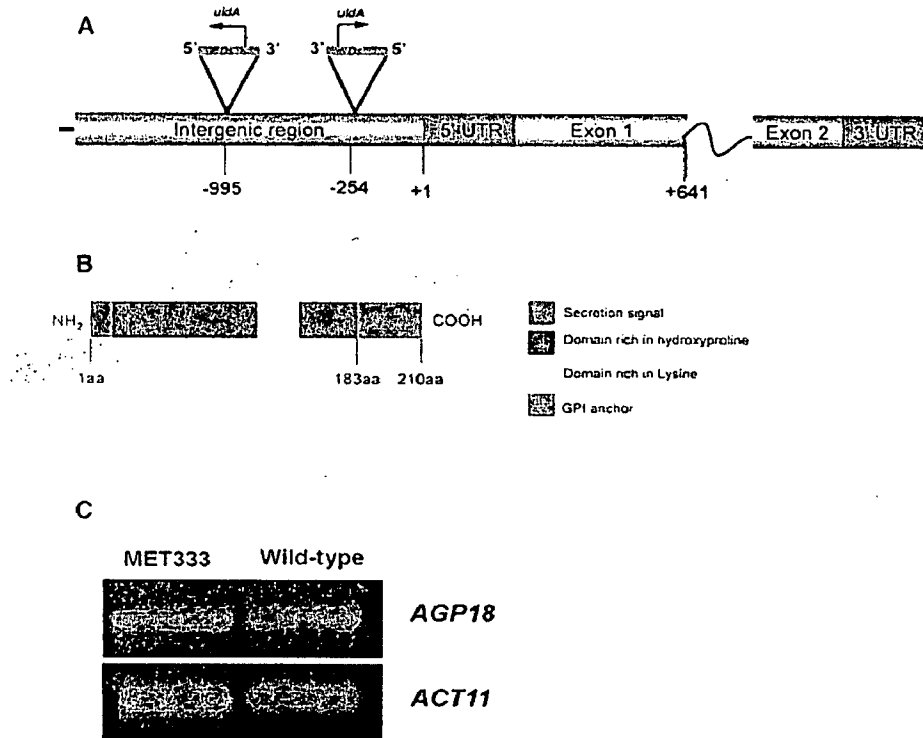 A
uidA
uidA
5' 3' 3' 5'
Intergenic region 5' UTR Exon 1 Exon 2 3' UTR
-995 -254 +1 +641
B
NH2 COOH
1aa 183aa 210aa
Secretion signal
Domain rich in hydroxyproline
Domain rich in Lysine
GPI anchor
C
MET333 Wild-type
AGP18
ACT11